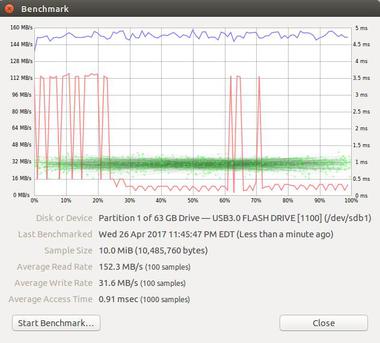 Benchmark
160 MB/s 5 ms
144 MB/s 4.5 ms
128 MB/s 4 ms
112 MB/s 3.5 ms
96 MB/s 3 ms
80 MB/s 2.5 ms
64 MB/s 2 ms
48 MB/s 1.5 ms
32 MB/s 1 ms
16 MB/s 0.5 ms
0 MB/s 0 ms
0% 10% 20% 30% 40% 50% 60% 70% 80% 90% 100%
Disk or Device Partition 1 of 63 GB Drive — USB3.0 FLASH DRIVE [1100] (/dev/sdb1)
Last Benchmarked Wed 26 Apr 2017 11:45:47 PM EDT (Less than a minute ago)
Sample Size 10.0 MiB (10,485,760 bytes)
Average Read Rate 152.3 MB/s (100 samples)
Average Write Rate 31.6 MB/s (100 samples)
Average Access Time 0.91 msec (1000 samples)
Start Benchmark... Close